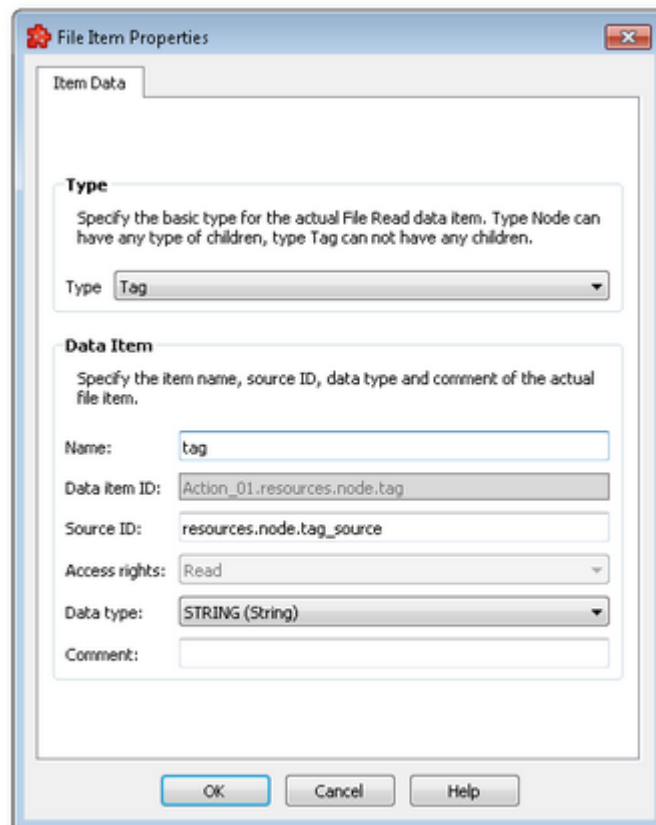 File Item Properties
Item Data
Type
Specify the basic type for the actual File Read data item. Type Node can
have any type of children, type Tag can not have any children.
Type Tag
Data Item
Specify the item name, source ID, data type and comment of the actual
file item.
Name: tag
Data item ID: Action_01.resources.node.tag
Source ID: resources.node.tag_source
Access rights: Read
Data type: STRING (String)
Comment:
OK Cancel Help